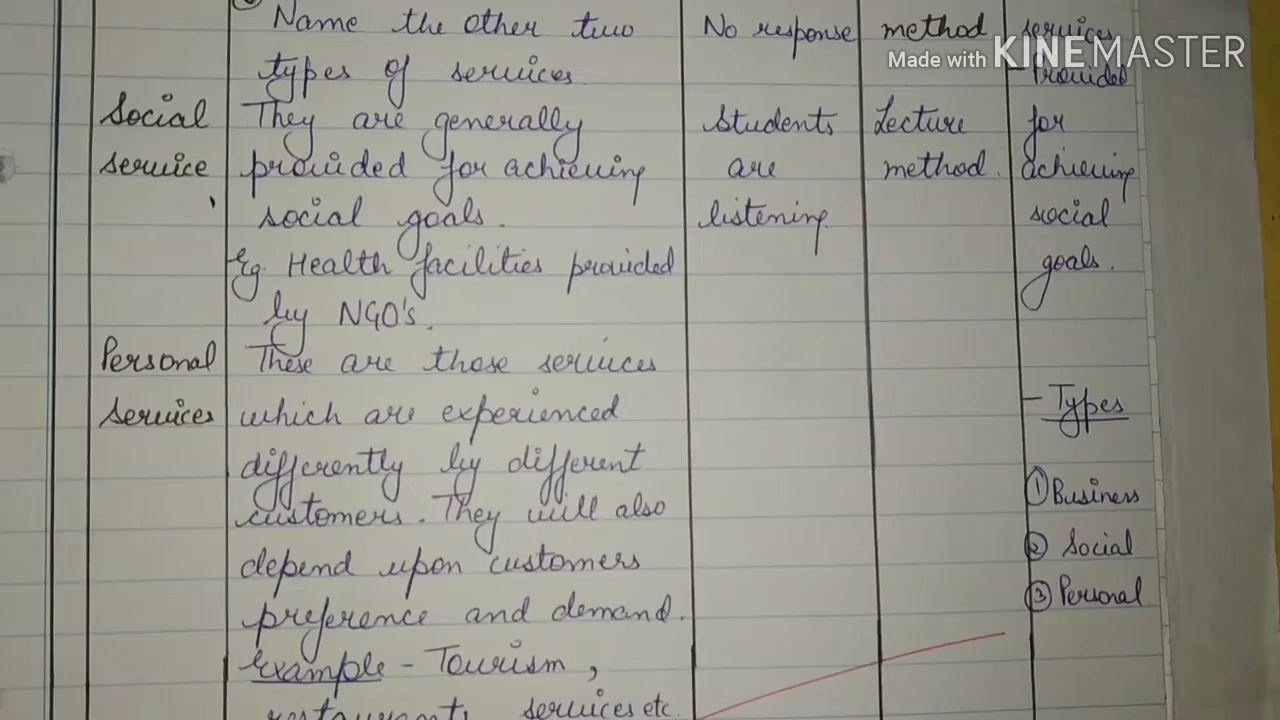 Name the other two
types of services
No response
method
services
Made with KINEMASTER
- Provided
for
achieving
social
goals.
Social
service
They are generally
provided for achieving
social goals.
Eg. Health facilities provided
by NGO's.
Students
are
listening.
Lecture
method.
Personal
Services
These are those services
which are experienced
differently by different
customers. They will also
depend upon customers
preference and demand.
Example - Tourism,
restaurants services etc.
- Types
① Business
② Social
③ Personal